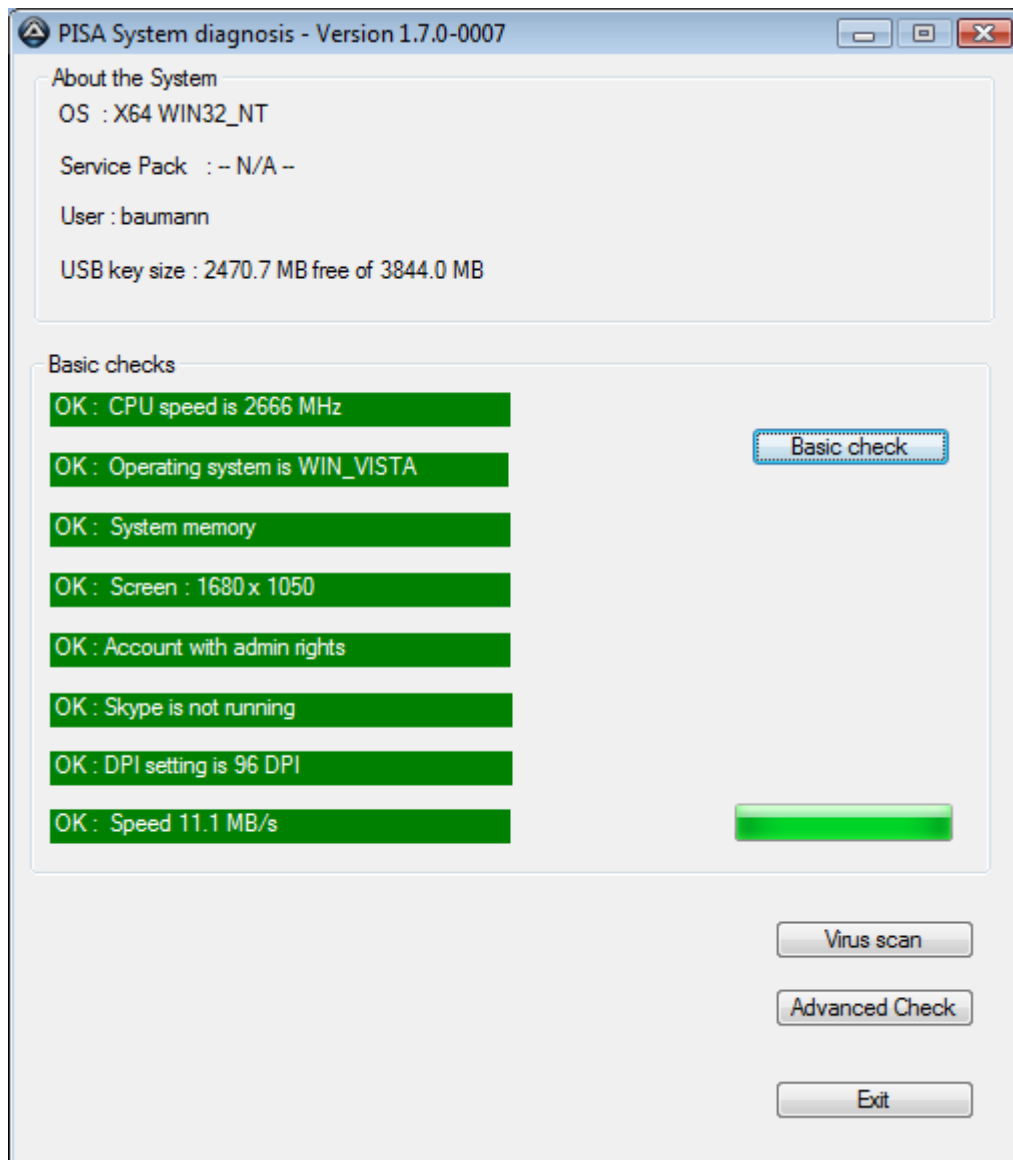 PISA System diagnosis - Version 1.7.0-0007
About the System
OS : X64 WIN32_NT
Service Pack : -- N/A --
User : baumann
USB key size : 2470.7 MB free of 3844.0 MB
Basic checks
OK : CPU speed is 2666 MHz
Basic check
OK : Operating system is WIN_VISTA
OK : System memory
OK : Screen : 1680 x 1050
OK : Account with admin rights
OK : Skype is not running
OK : DPI setting is 96 DPI
OK : Speed 11.1 MB/s
Virus scan
Advanced Check
Exit